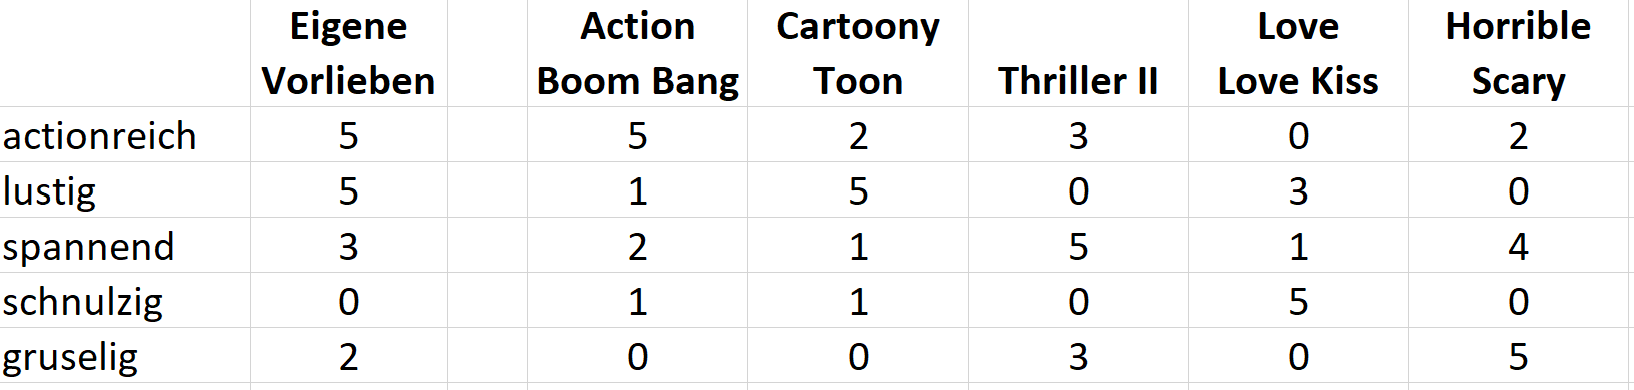 Eigene Vorlieben Action Boom Bang Cartoony Toon Thriller II Love Love Kiss Horrible Scary
actionreich 5 5 2 3 0 2
lustig 5 1 5 0 3 0
spannend 3 2 1 5 1 4
schnulzig 0 1 1 0 5 0
gruselig 2 0 0 3 0 5